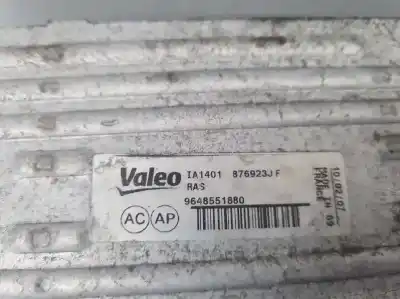 Valeo IA1401 876923J F
RAS
9648551880
AC AP
10/02/07
MADE IN 69
FRANCE